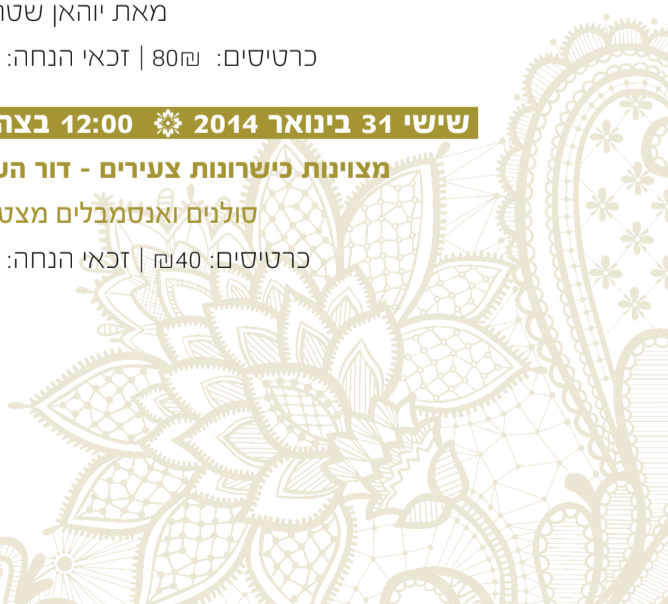 מאת יוהאן
כרטיסים: 80₪ | זכאי הנחה:
שישי 31 בינואר 2014 12:00
מצוינות כישרונות צעירים - דור
סולנים ואנסמבלים
כרטיסים: 40₪ | זכאי הנחה: